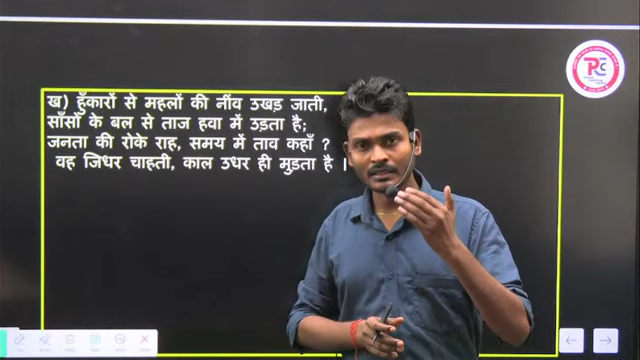 ख) हुँकारों से महलों की नींव उखड़ जाती,
साँसों के बल से ताज हवा में उड़ता है;
जनता की रोके राह, समय में ताव कहाँ ?
वह जिधर चाहती, काल उधर ही मुड़ता है ।